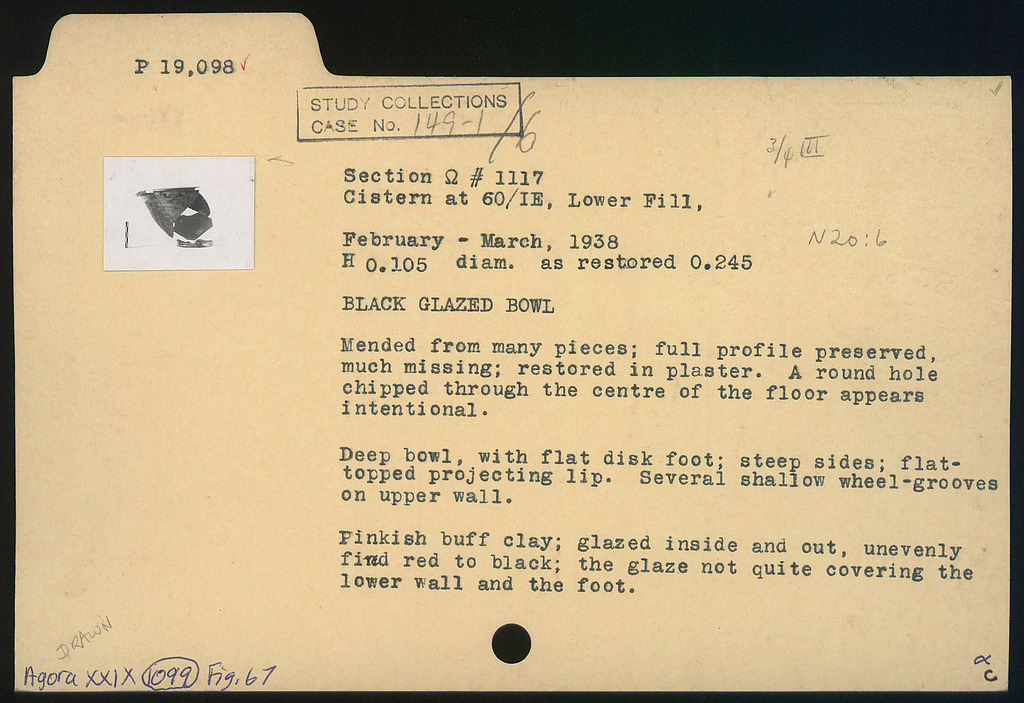 P 19,098 ✓
STUDY COLLECTIONS
CASE No. 149-1/6
3/4 III
Section Ω # 1117
Cistern at 60/IE, Lower Fill,
February - March, 1938
N20:6
H 0.105 diam. as restored 0.245
BLACK GLAZED BOWL
Mended from many pieces; full profile preserved,
much missing; restored in plaster. A round hole
chipped through the centre of the floor appears
intentional.
Deep bowl, with flat disk foot; steep sides; flat-
topped projecting lip. Several shallow wheel-grooves
on upper wall.
Pinkish buff clay; glazed inside and out, unevenly
fired red to black; the glaze not quite covering the
lower wall and the foot.
DRAWN
Agora XXIX 1099 Fig. 67
α
C